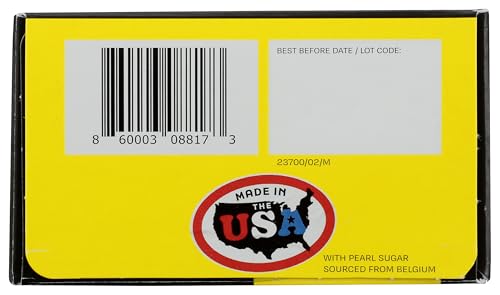 BEST BEFORE DATE / LOT CODE:
8 60003 08817 3
23700/02/M
MADE IN
THE
USA
WITH PEARL SUGAR
SOURCED FROM BELGIUM